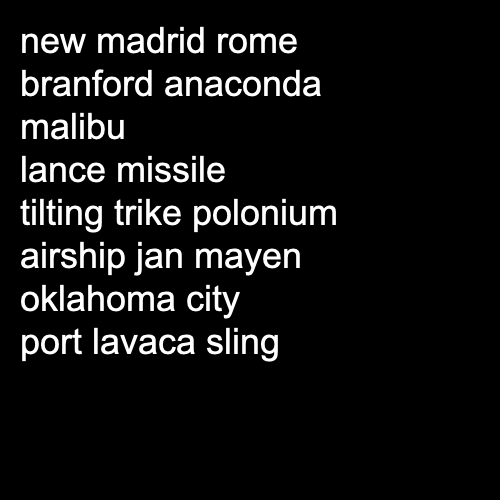 new madrid rome
branford anaconda
malibu
lance missile
tilting trike polonium
airship jan mayen
oklahoma city
port lavaca sling